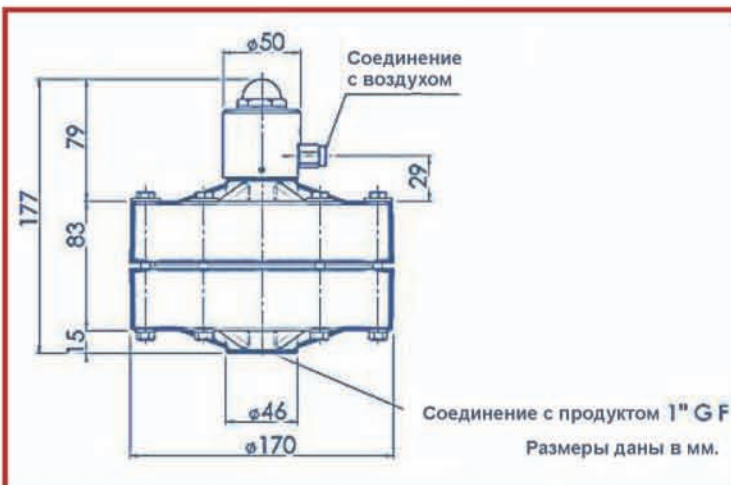 ø50
Соединение
с воздухом
79
29
177
83
15
ø46
Соединение с продуктом 1" G F
ø170
Размеры даны в мм.